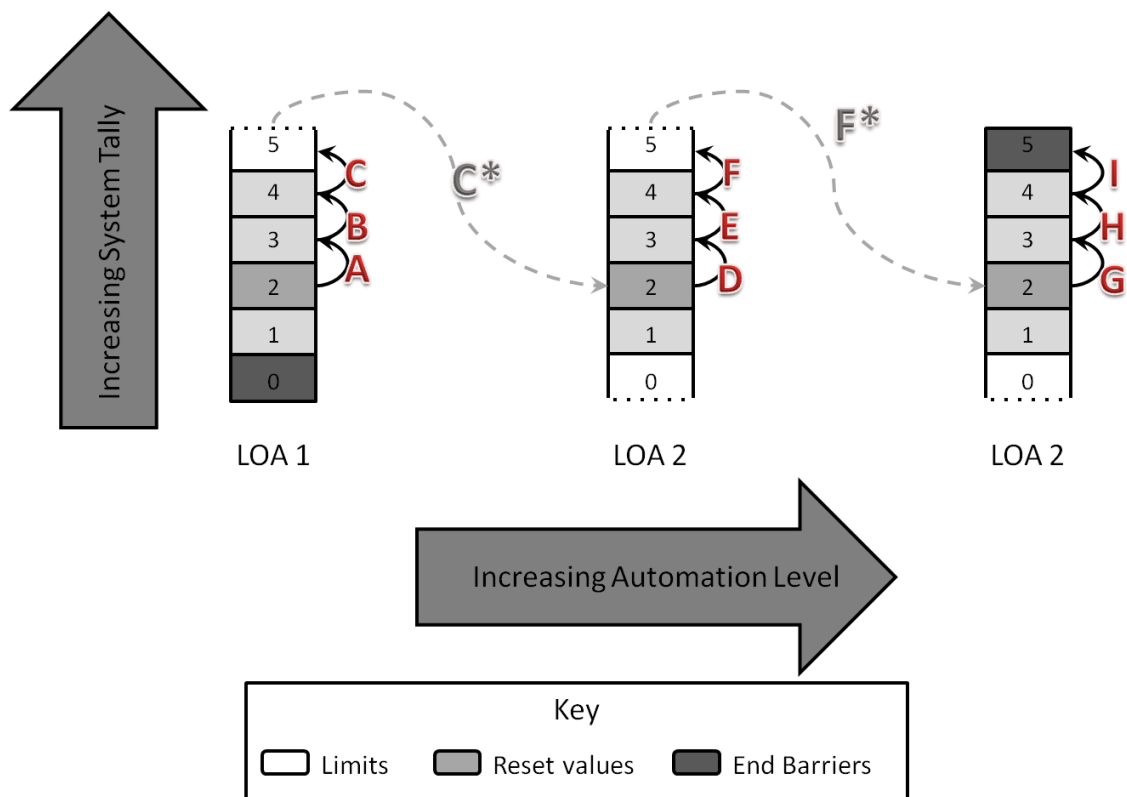 Increasing System Tally
5
4
3
2
1
0
C
B
A
LOA 1
C*
5
4
3
2
1
0
F
E
D
LOA 2
F*
5
4
3
2
1
0
I
H
G
LOA 2
Increasing Automation Level
Key
Limits
Reset values
End Barriers